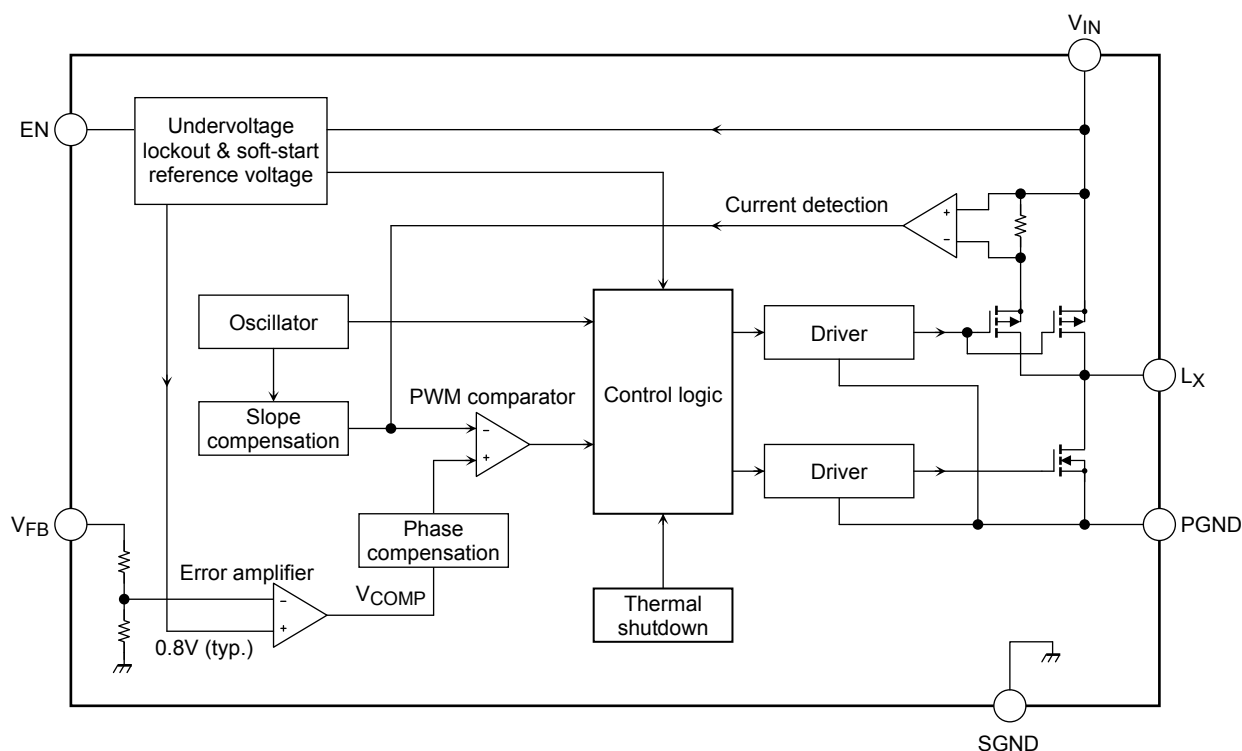 VIN
EN
Undervoltage
lockout & soft-start
reference voltage
Current detection
+
−
Oscillator
Driver
Control logic
LX
Slope
compensation
PWM comparator
−
+
Driver
VFB
Phase
compensation
PGND
Error amplifier
VCOMP
−
+
0.8V (typ.)
Thermal
shutdown
SGND